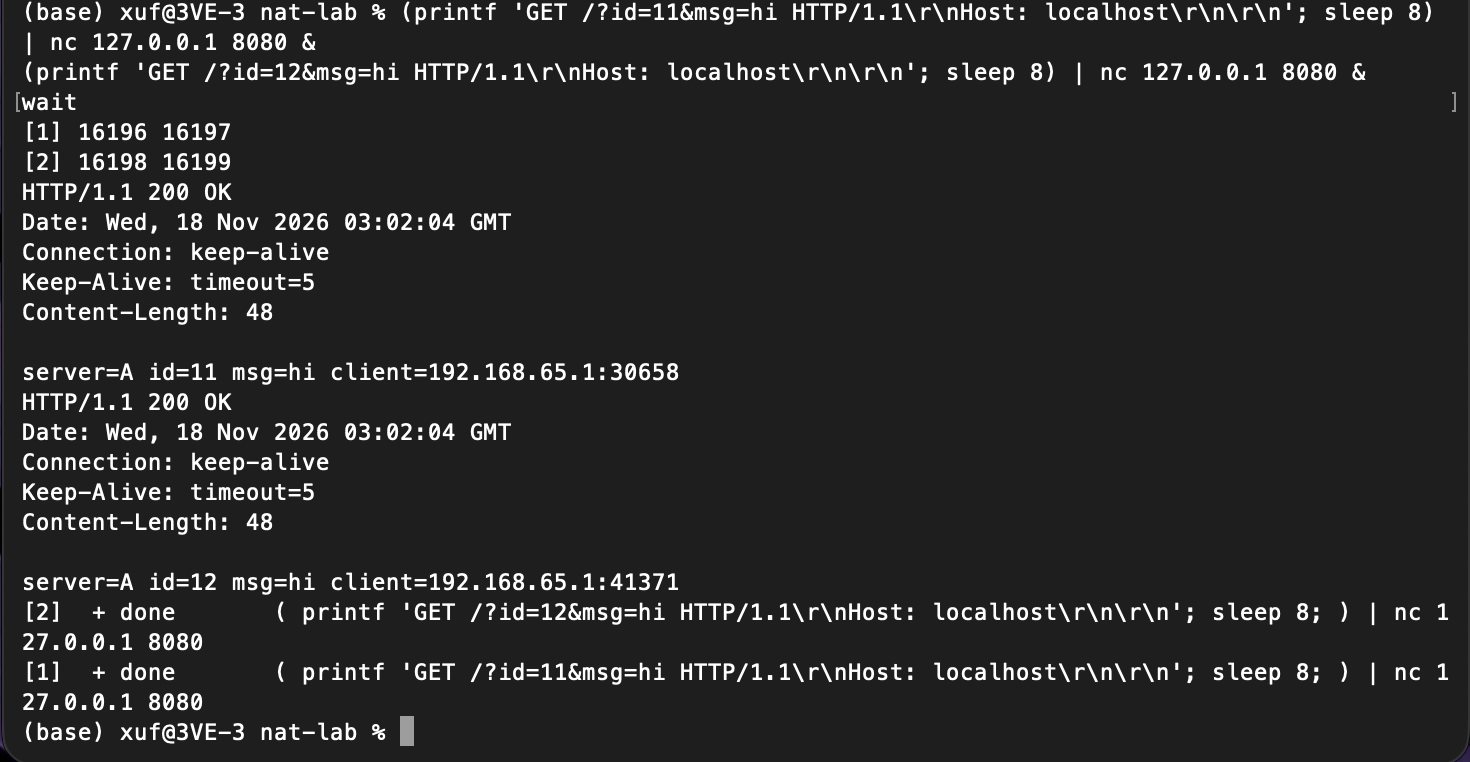 (base) xuf@3VE-3 nat-lab % (printf 'GET /?id=11&msg=hi HTTP/1.1\r\nHost: localhost\r\n\r\n'; sleep 8)
| nc 127.0.0.1 8080 &
(printf 'GET /?id=12&msg=hi HTTP/1.1\r\nHost: localhost\r\n\r\n'; sleep 8) | nc 127.0.0.1 8080 &
[wait ]
[1] 16196 16197
[2] 16198 16199
HTTP/1.1 200 OK
Date: Wed, 18 Nov 2026 03:02:04 GMT
Connection: keep-alive
Keep-Alive: timeout=5
Content-Length: 48

server=A id=11 msg=hi client=192.168.65.1:30658
HTTP/1.1 200 OK
Date: Wed, 18 Nov 2026 03:02:04 GMT
Connection: keep-alive
Keep-Alive: timeout=5
Content-Length: 48

server=A id=12 msg=hi client=192.168.65.1:41371
[2]  + done       ( printf 'GET /?id=12&msg=hi HTTP/1.1\r\nHost: localhost\r\n\r\n'; sleep 8; ) | nc 1
27.0.0.1 8080
[1]  + done       ( printf 'GET /?id=11&msg=hi HTTP/1.1\r\nHost: localhost\r\n\r\n'; sleep 8; ) | nc 1
27.0.0.1 8080
(base) xuf@3VE-3 nat-lab %